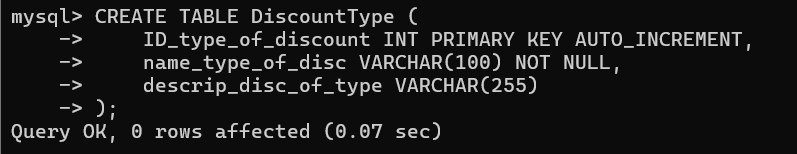 mysql> CREATE TABLE DiscountType (
    ->     ID_type_of_discount INT PRIMARY KEY AUTO_INCREMENT,
    ->     name_type_of_disc VARCHAR(100) NOT NULL,
    ->     descrip_disc_of_type VARCHAR(255)
    -> );
Query OK, 0 rows affected (0.07 sec)